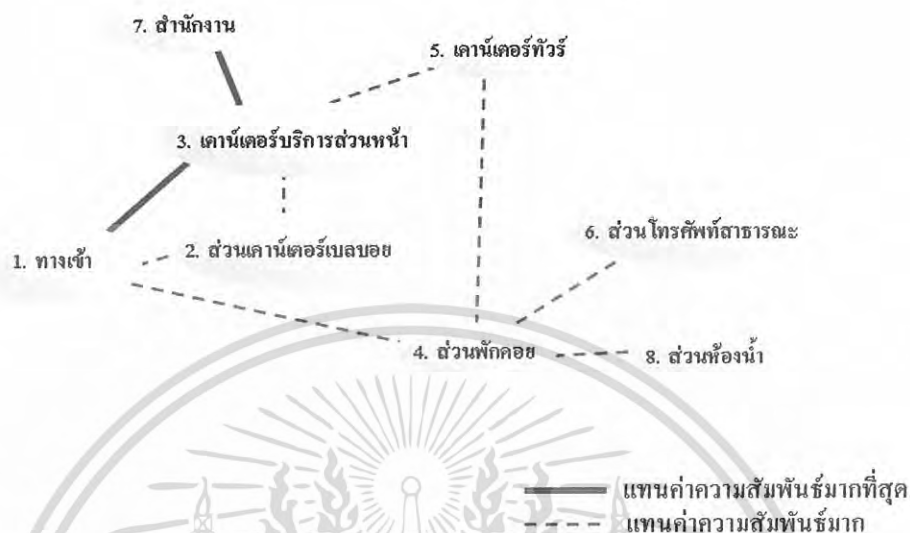 7. สำนักงาน
5. เคาน์เตอร์ทัวร์
3. เคาน์เตอร์บริการส่วนหน้า
6. ส่วนโทรศัพท์สาธารณะ
1. ทางเข้า
2. ส่วนเคาน์เตอร์เบลบอย
4. ส่วนพักคอย
8. ส่วนห้องน้ำ
แทนค่าความสัมพันธ์มากที่สุด
แทนค่าความสัมพันธ์มาก